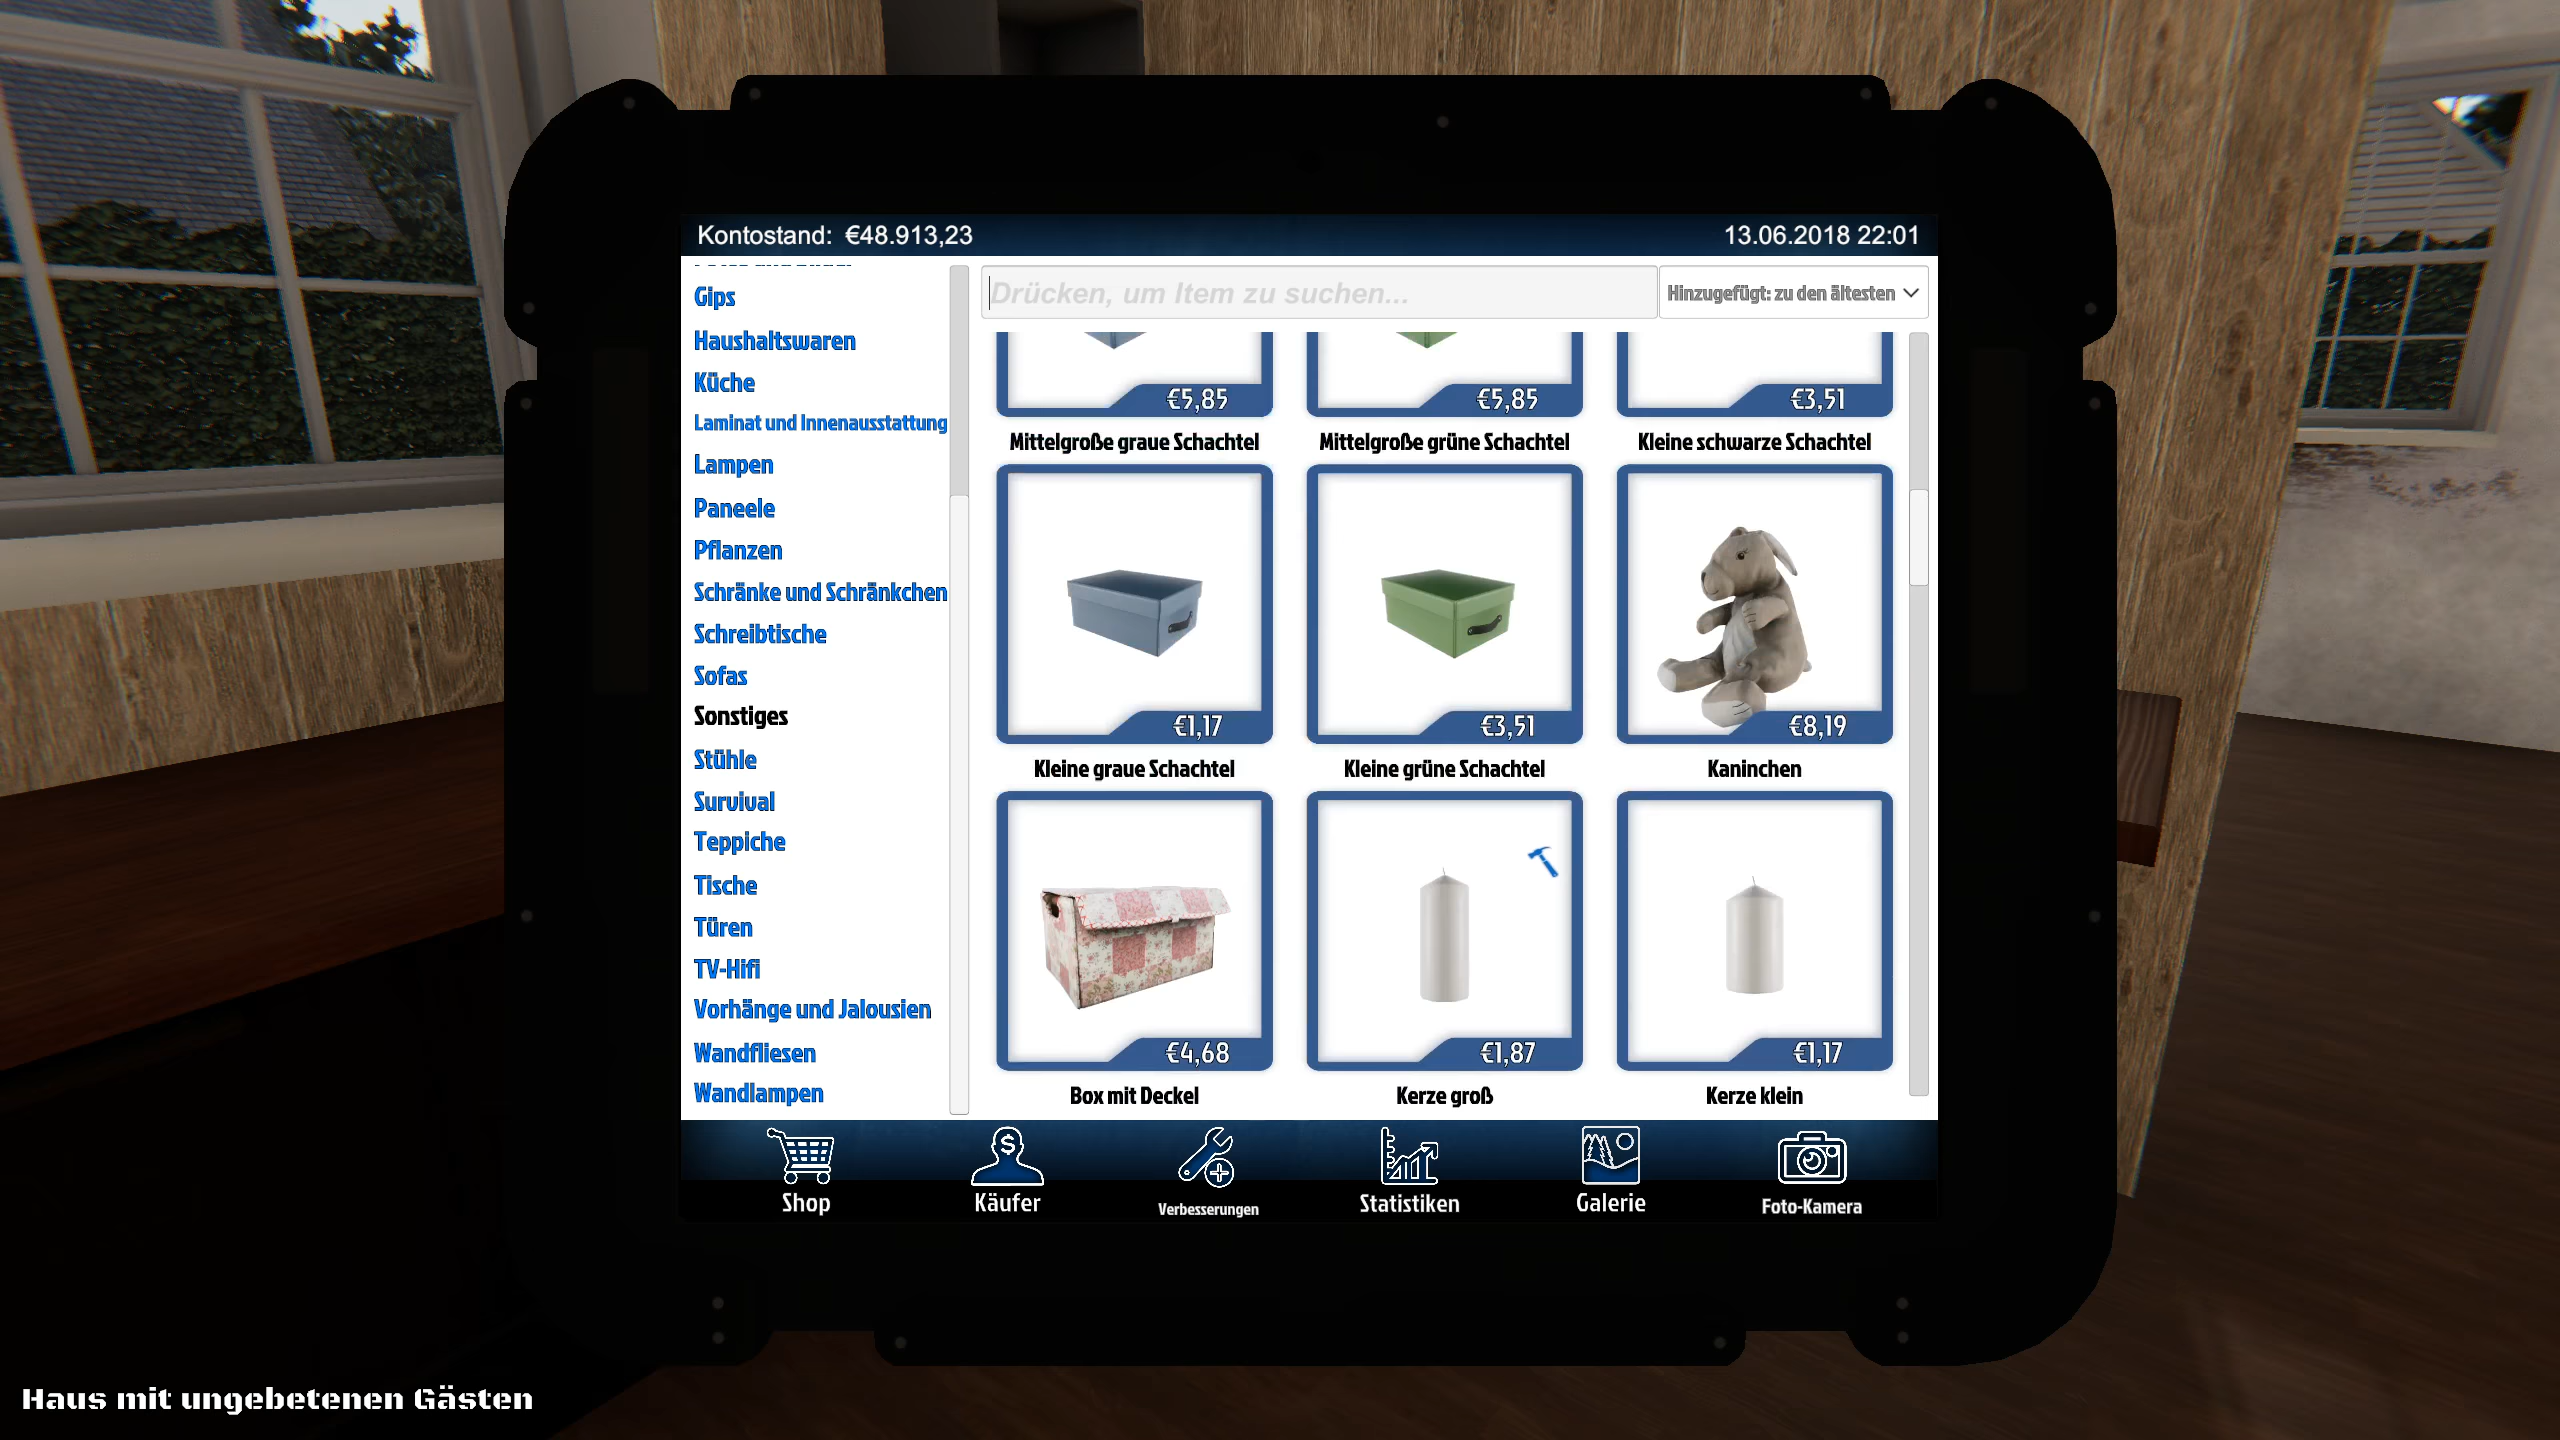 Kontostand: €48.913,23
13.06.2018 22:01
Gips
Haushaltswaren
Küche
Laminat und Innenausstattung
Lampen
Paneele
Pflanzen
Schränke und Schränkchen
Schreibtische
Sofas
Sonstiges
Stühle
Survival
Teppiche
Tische
Türen
TV-Hifi
Vorhänge und Jalousien
Wandfliesen
Wandlampen
Drücken, um Item zu suchen...
Hinzugefügt: zu den ältesten
€5,85
€5,85
€3,51
Mittelgroße graue Schachtel
Mittelgroße grüne Schachtel
Kleine schwarze Schachtel
€1,17
€3,51
€8,19
Kleine graue Schachtel
Kleine grüne Schachtel
Kaninchen
€4,68
€1,87
€1,17
Box mit Deckel
Kerze groß
Kerze klein
Shop
Käufer
Verbesserungen
Statistiken
Galerie
Foto-Kamera
Haus mit ungebetenen Gästen